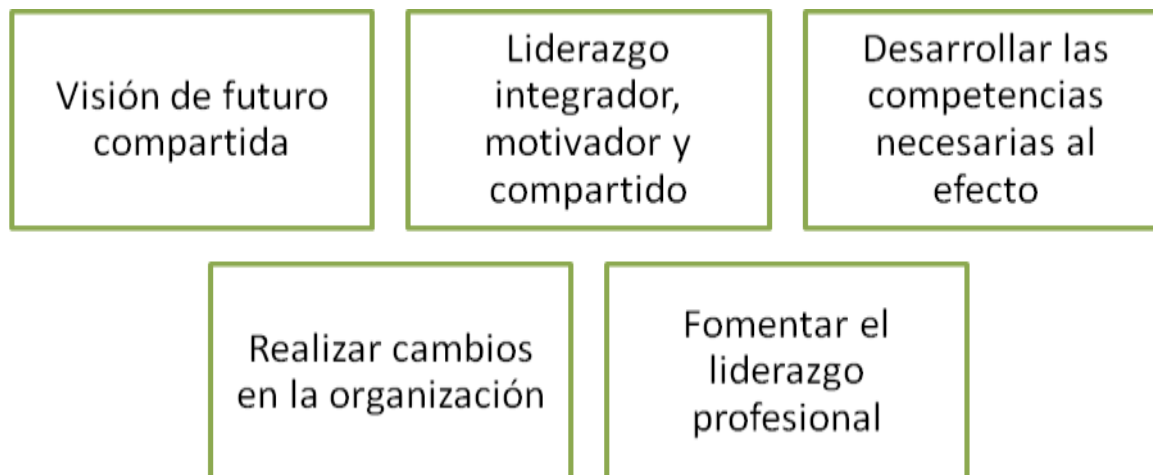 Visión de futuro
compartida
Liderazgo
integrador,
motivador y
compartido
Desarrollar las
competencias
necesarias al
efecto
Realizar cambios
en la organización
Fomentar el
liderazgo
profesional